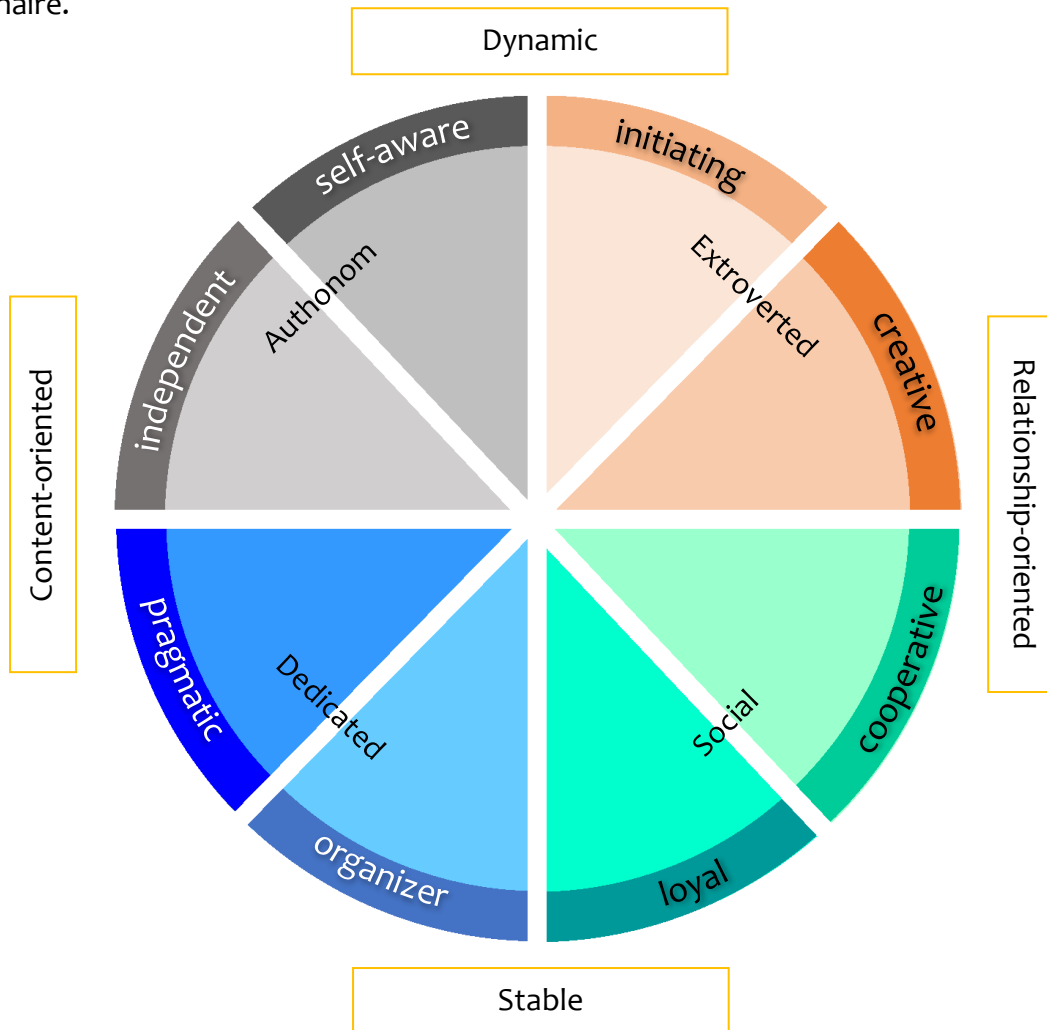 naire.
Dynamic
self-aware
initiating
Authonom
Extroverted
independent
creative
Content-oriented
Relationship-oriented
pragmatic
cooperative
Dedicated
Social
organizer
loyal
Stable